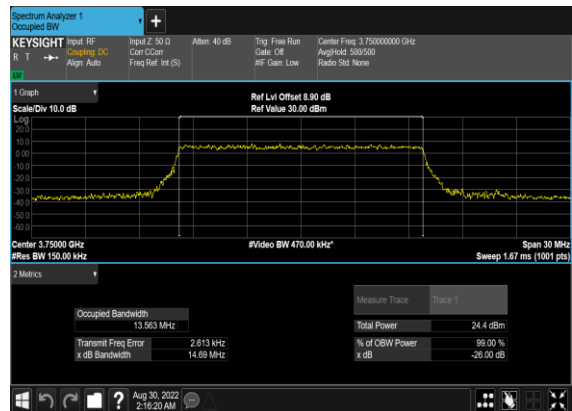 Spectrum Analyzer 1
Occupied BW
+
KEYSIGHT Input: RF Input Z: 50 Ω Atten: 40 dB Trig: Free Run Center Freq: 3.750000000 GHz
R T Coupling: DC Corr CCorr Gate: Off Avg|Hold: 500/500
Align: Auto Freq Ref: Int (S) #IF Gain: Low Radio Std: None
1 Graph
Ref Lvl Offset 8.90 dB
Scale/Div 10.0 dB Ref Value 30.00 dBm
Log
20.0
10.0
0.00
-10.0
-20.0
-30.0
-40.0
-50.0
-60.0
Center 3.75000 GHz #Video BW 470.00 kHz* Span 30 MHz
#Res BW 150.00 kHz Sweep 1.67 ms (1001 pts)
2 Metrics
Measure Trace Trace 1
Occupied Bandwidth
13.563 MHz Total Power 24.4 dBm
Transmit Freq Error 2.613 kHz % of OBW Power 99.00 %
x dB Bandwidth 14.69 MHz x dB -26.00 dB
? Aug 30, 2022
2:16:20 AM